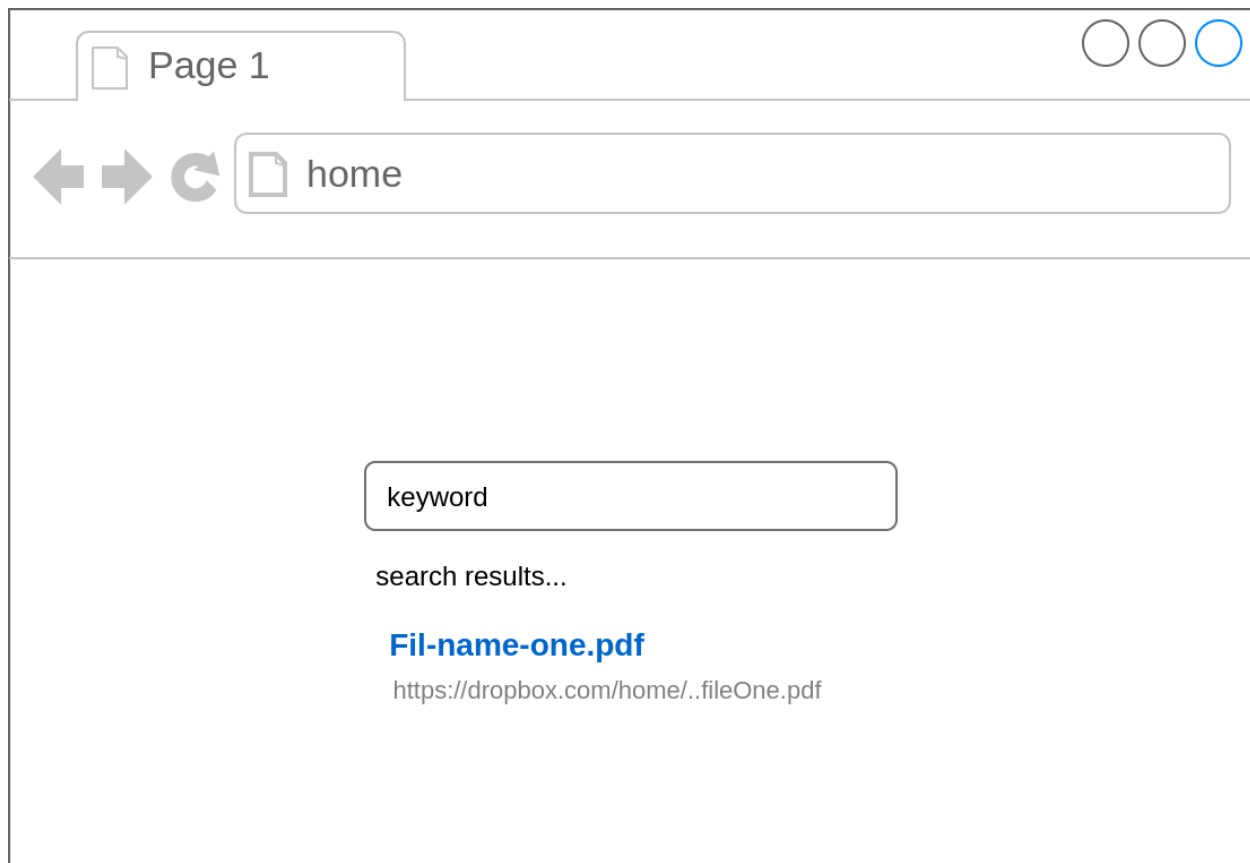 Page 1
home
keyword
search results...
Fil-name-one.pdf
https://dropbox.com/home/..fileOne.pdf